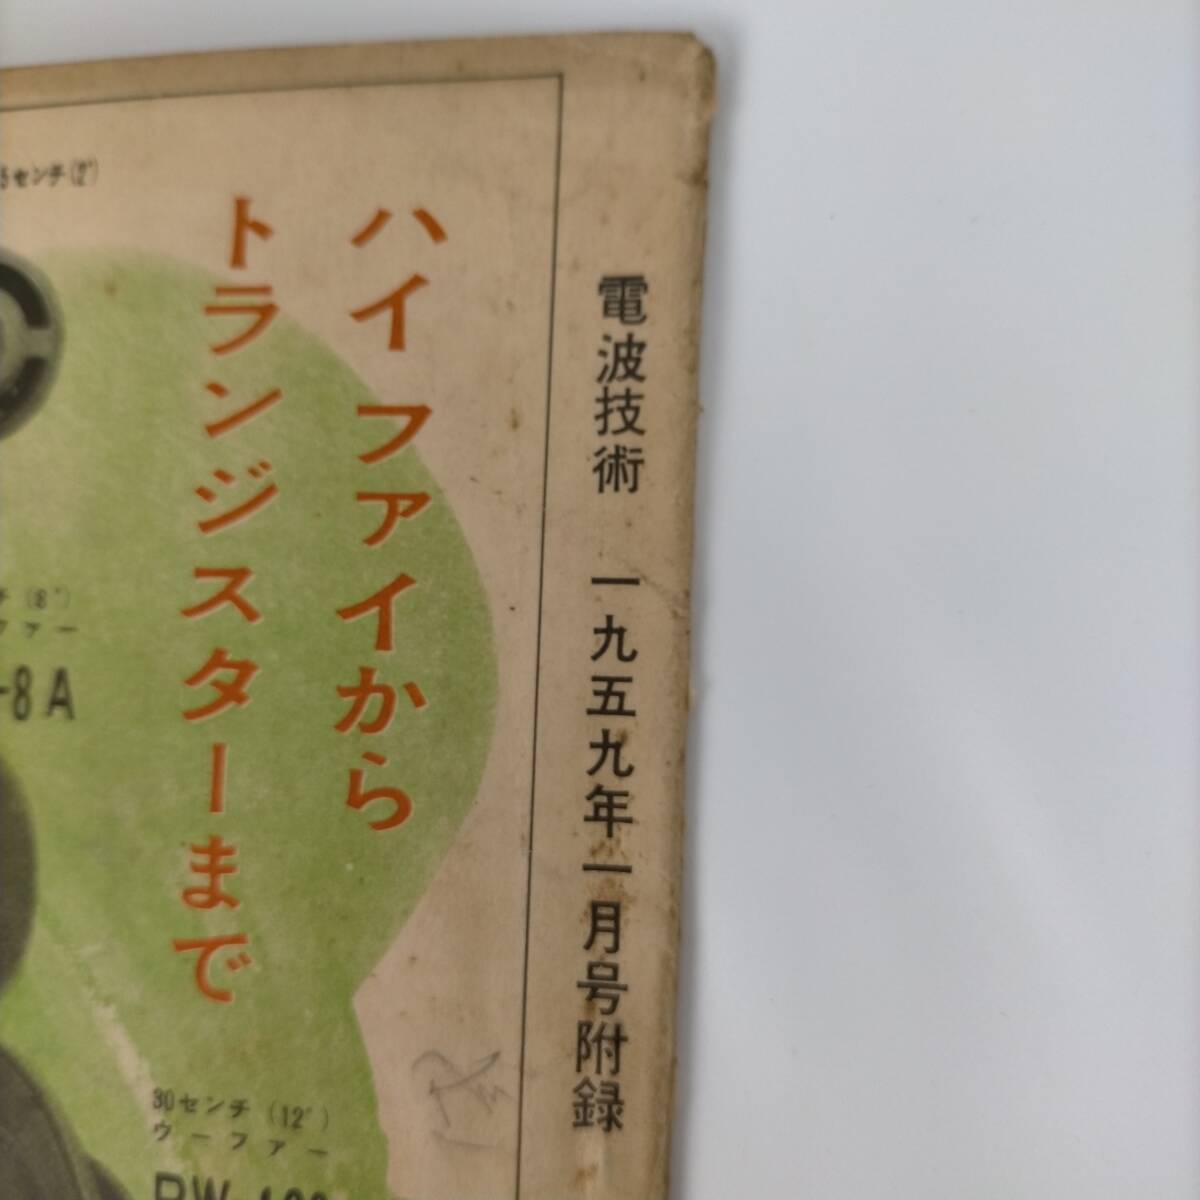 電波技術 一九五九年一月号附録
ハイファイから
トランジスターまで
センチ(2")
チ(8")
ファー
-8A
30センチ(12")
ウーファー